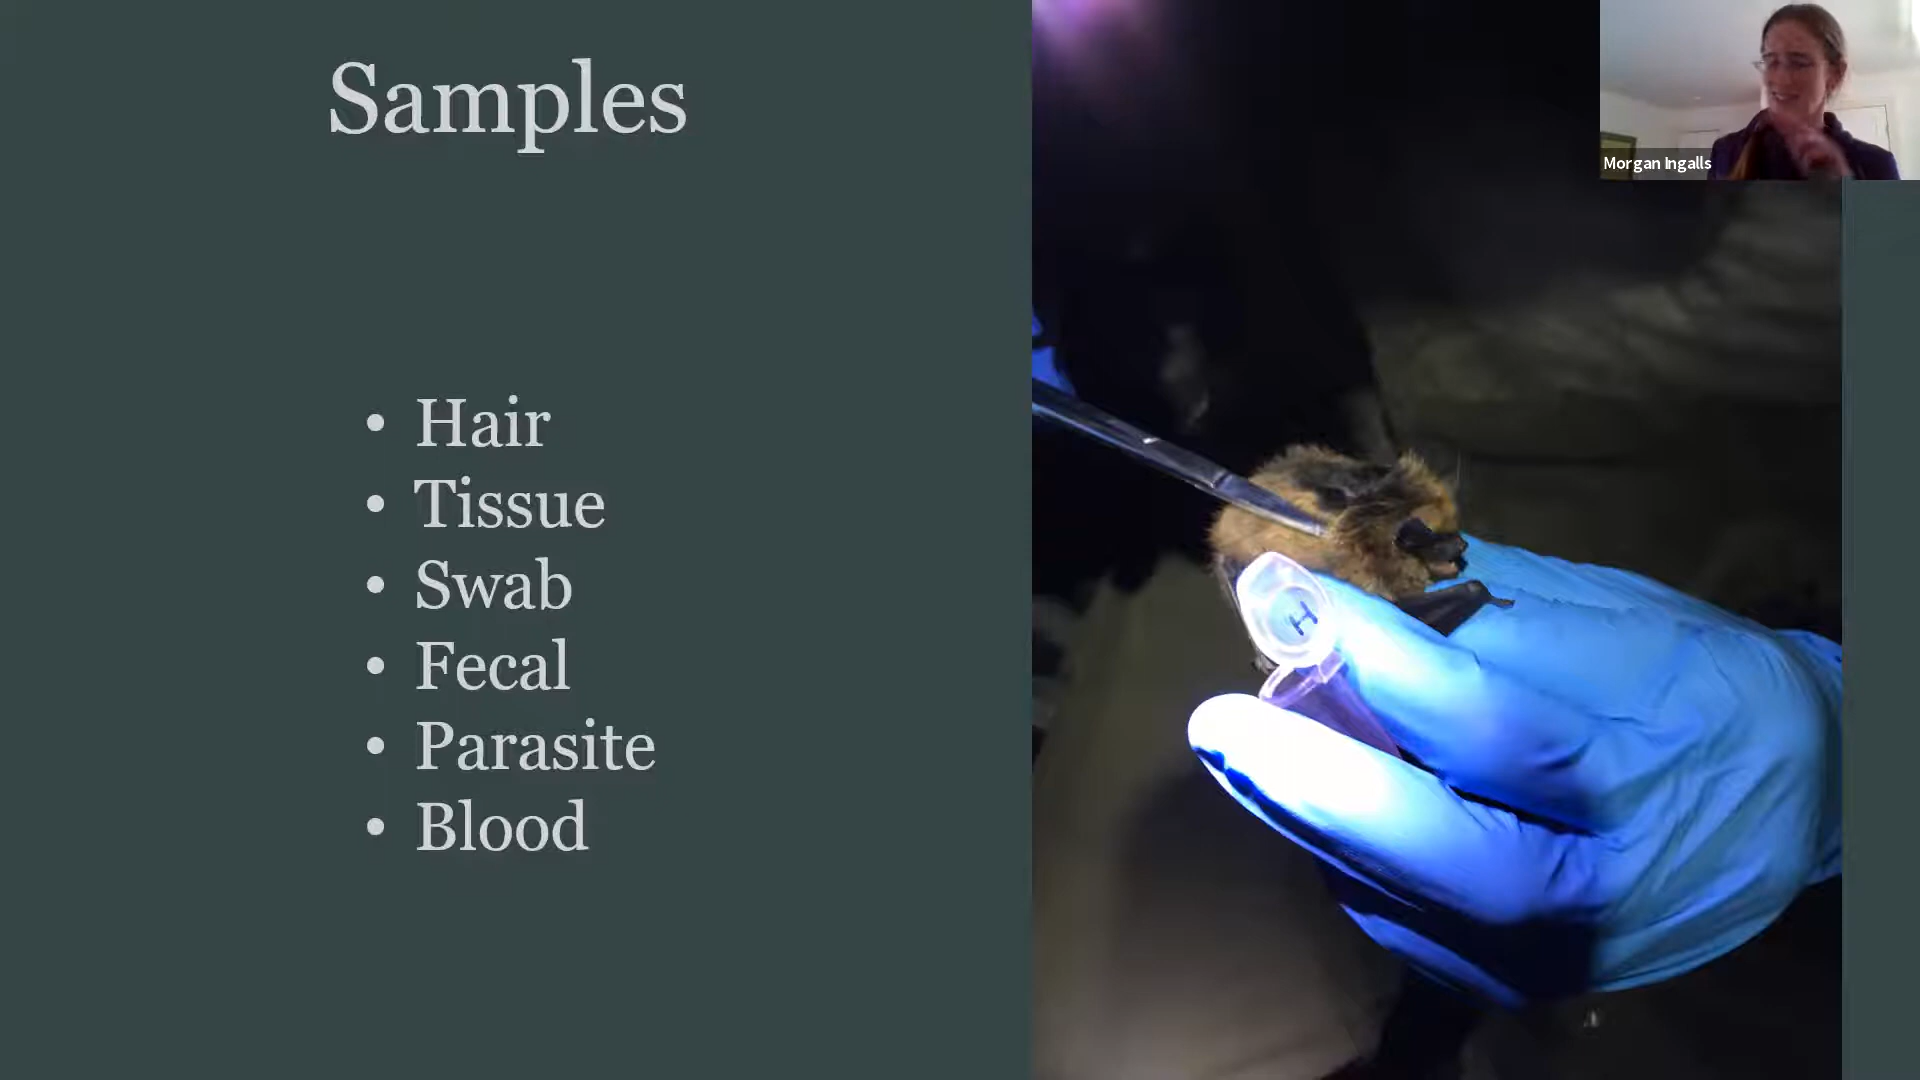 Samples
Morgan Ingalls
• Hair
• Tissue
• Swab
• Fecal
• Parasite
• Blood
H